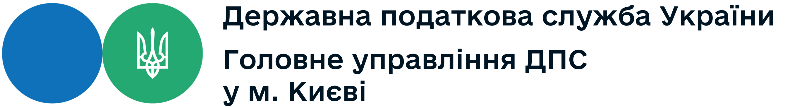 Державна податкова служба України
Головне управління ДПС
у м. Києві